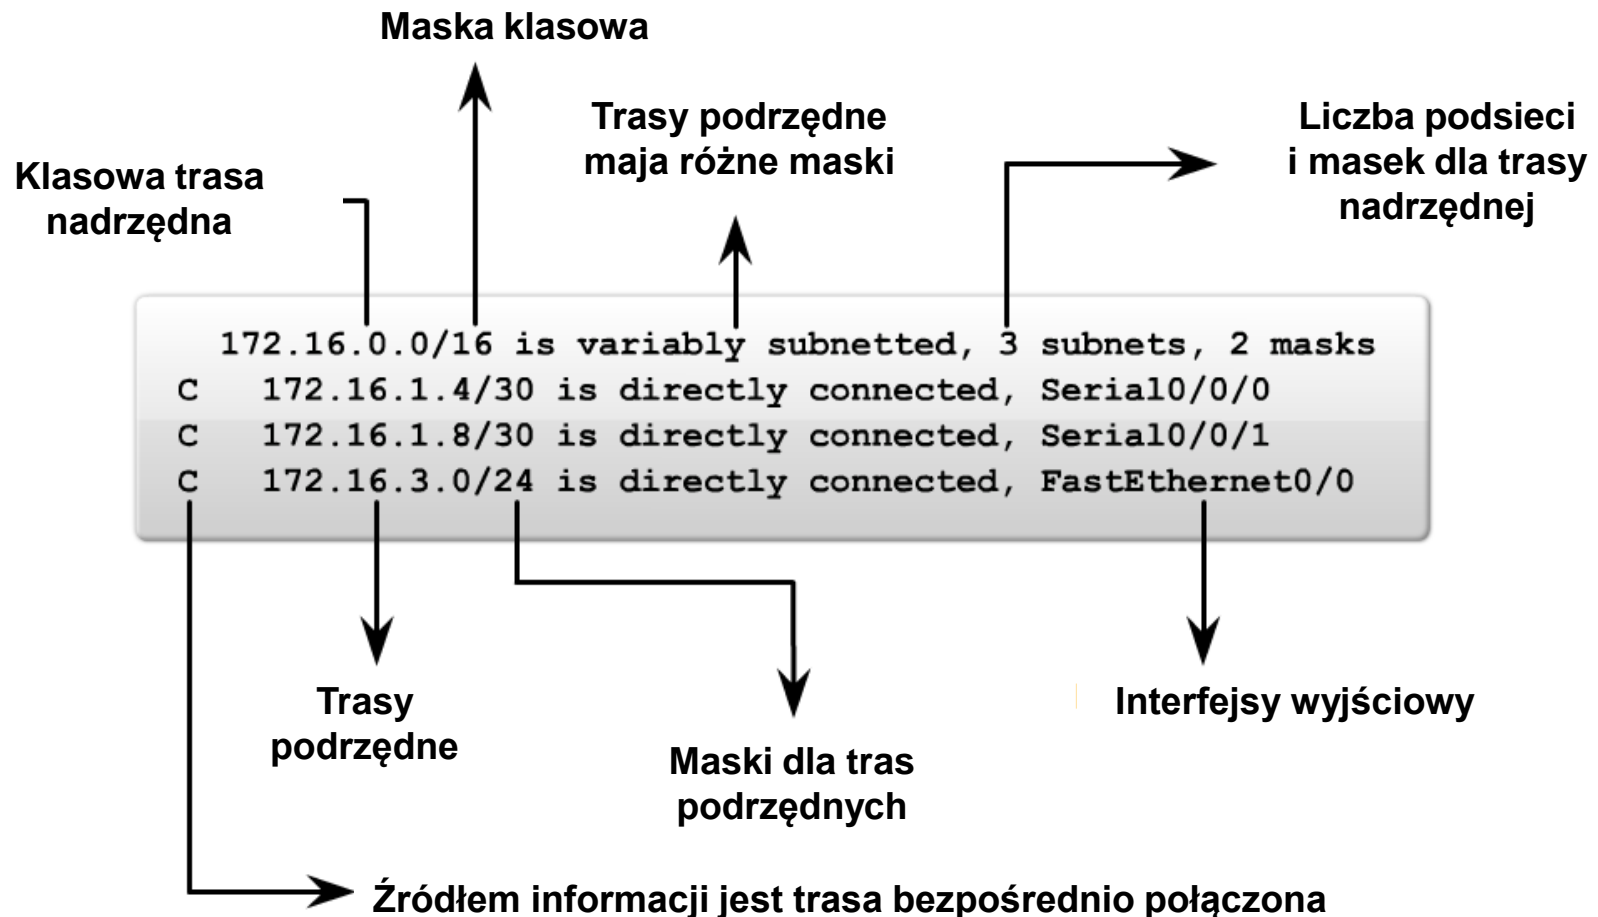 Maska klasowa
Trasy podrzędne
maja różne maski
Liczba podsieci
i masek dla trasy
nadrzędnej
Klasowa trasa
nadrzędna
172.16.0.0/16 is variably subnetted, 3 subnets, 2 masks
C 172.16.1.4/30 is directly connected, Serial0/0/0
C 172.16.1.8/30 is directly connected, Serial0/0/1
C 172.16.3.0/24 is directly connected, FastEthernet0/0
Trasy
podrzędne
Maski dla tras
podrzędnych
Interfejsy wyjściowy
Źródłem informacji jest trasa bezpośrednio połączona